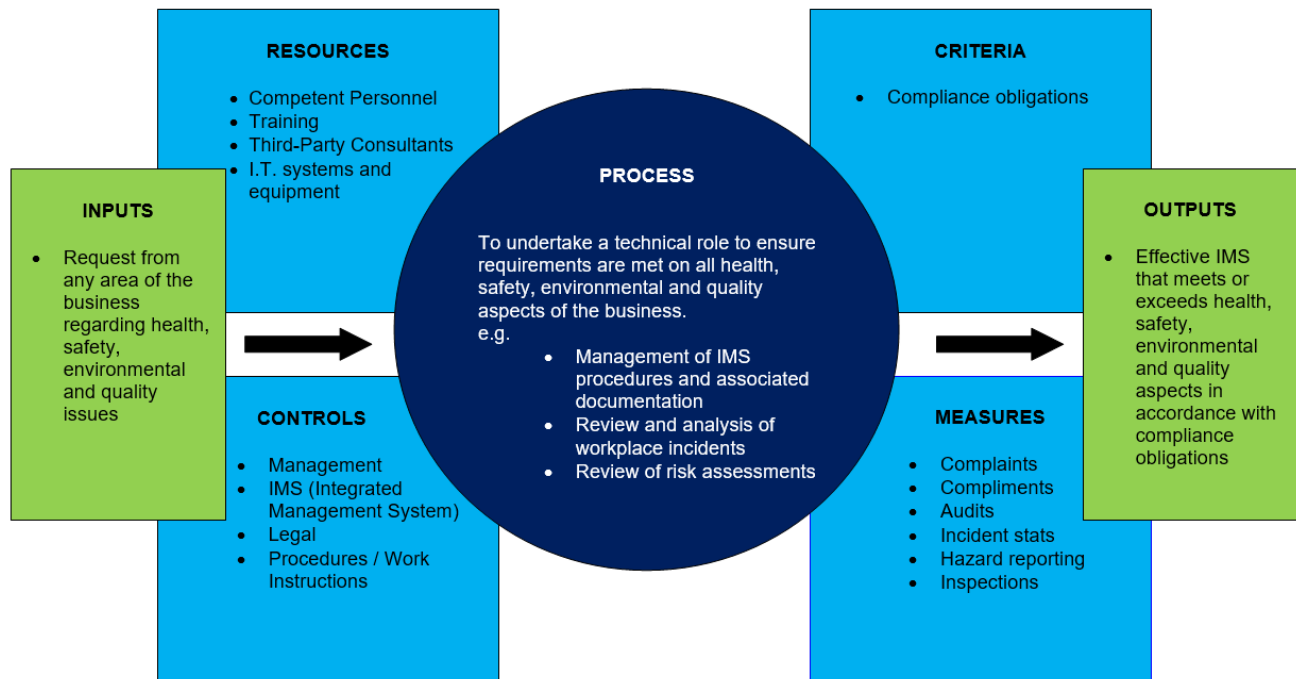 RESOURCES
• Competent Personnel
• Training
• Third-Party Consultants
• I.T. systems and
equipment
CRITERIA
• Compliance obligations
INPUTS
• Request from
any area of the
business
regarding health,
safety,
environmental
and quality
issues
PROCESS
To undertake a technical role to ensure
requirements are met on all health,
safety, environmental and quality
aspects of the business.
e.g.
• Management of IMS
procedures and associated
documentation
• Review and analysis of
workplace incidents
• Review of risk assessments
OUTPUTS
• Effective IMS
that meets or
exceeds health,
safety,
environmental
and quality
aspects in
accordance with
compliance
obligations
CONTROLS
• Management
• IMS (Integrated
Management System)
• Legal
• Procedures / Work
Instructions
MEASURES
• Complaints
• Compliments
• Audits
• Incident stats
• Hazard reporting
• Inspections